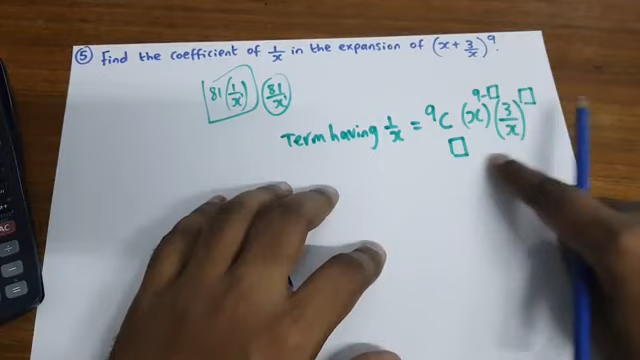 ⑤ Find the coefficient of 1/x in the expansion of (x + 3/x)^9.
81(1/x) 81/x
Term having 1/x = 9C□ (x)^(9-□) (3/x)^□
AC
÷
−
=